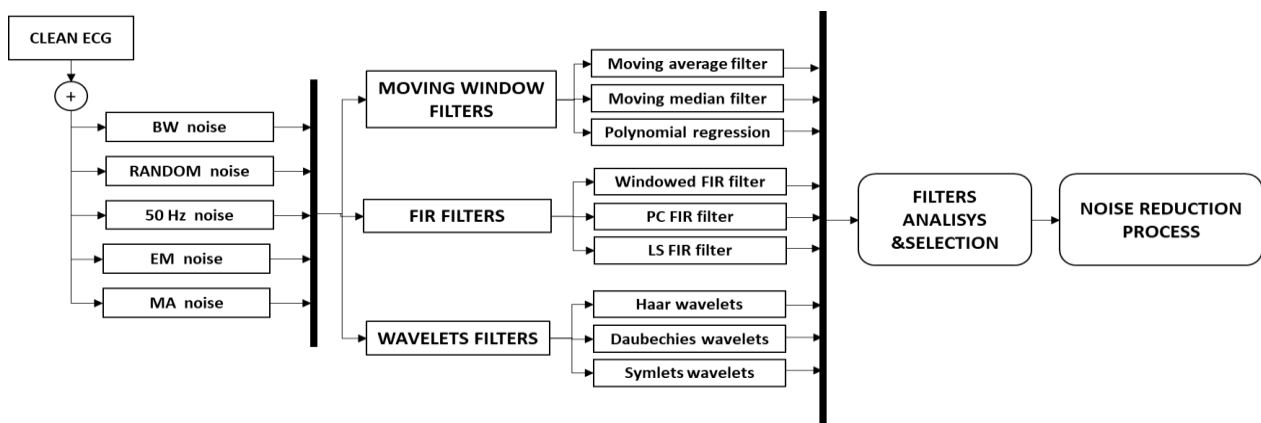 CLEAN ECG
+
BW noise
RANDOM noise
50 Hz noise
EM noise
MA noise
MOVING WINDOW
FILTERS
FIR FILTERS
WAVELETS FILTERS
Moving average filter
Moving median filter
Polynomial regression
Windowed FIR filter
PC FIR filter
LS FIR filter
Haar wavelets
Daubechies wavelets
Symlets wavelets
FILTERS
ANALISYS
&SELECTION
NOISE REDUCTION
PROCESS